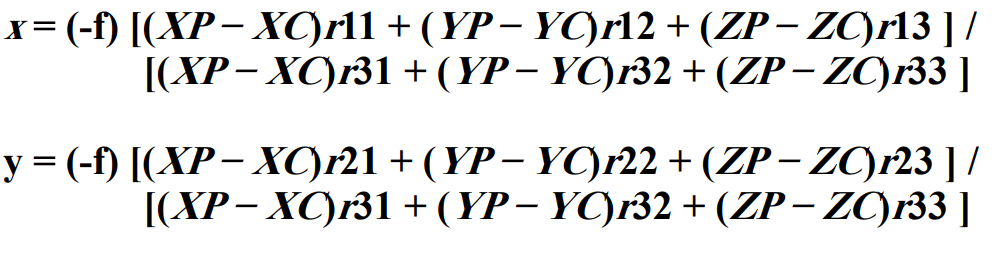 x = (-f) [(XP – XC)r11 + (YP – YC)r12 + (ZP – ZC)r13 ] /
[(XP – XC)r31 + (YP – YC)r32 + (ZP – ZC)r33 ]
y = (-f) [(XP – XC)r21 + (YP – YC)r22 + (ZP – ZC)r23 ] /
[(XP – XC)r31 + (YP – YC)r32 + (ZP – ZC)r33 ]